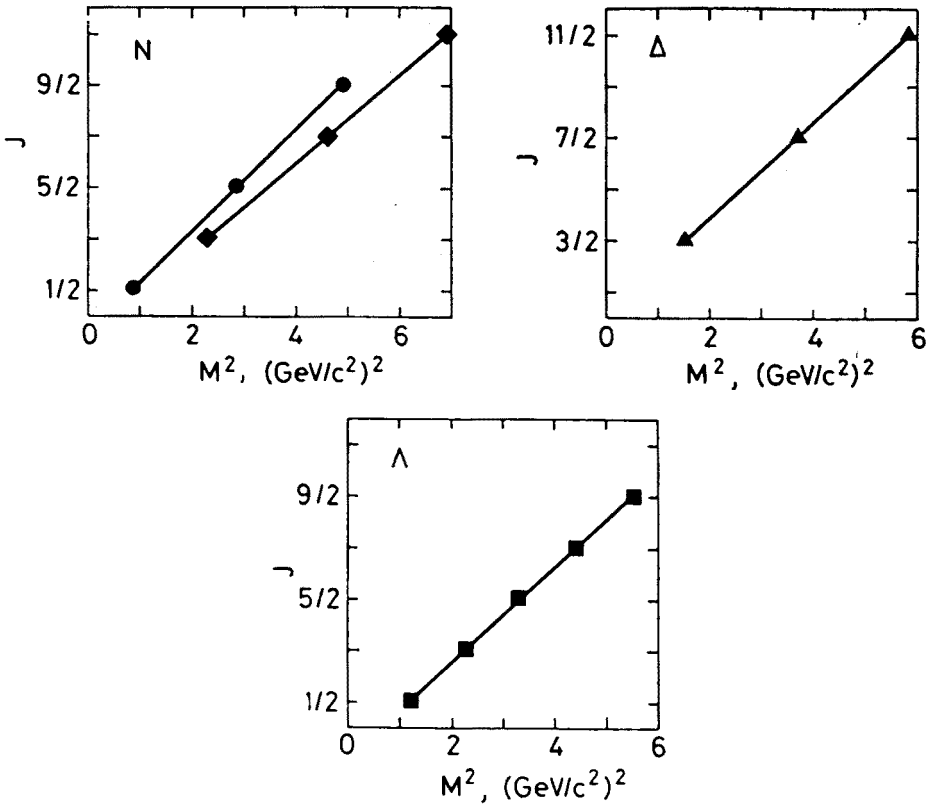 N
9/2
5/2
1/2
J
0 2 4 6
M², (GeV/c²)²
Δ
11/2
7/2
3/2
J
0 2 4 6
M², (GeV/c²)²
Λ
9/2
5/2
1/2
J
0 2 4 6
M², (GeV/c²)²